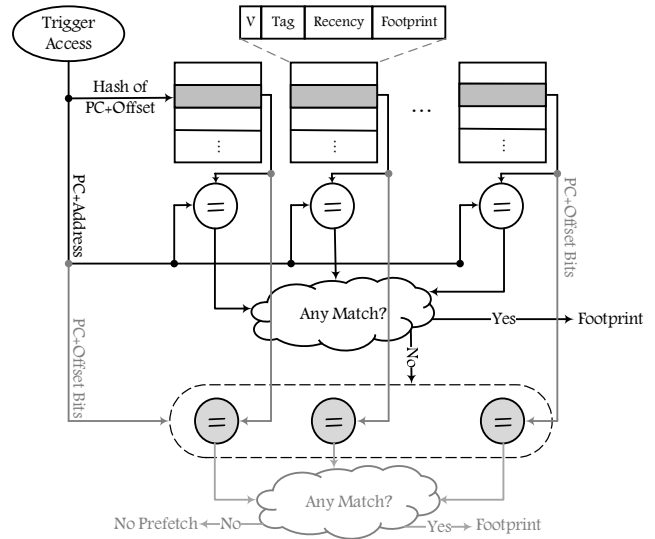 Trigger
Access
V Tag Recency Footprint
Hash of
PC+Offset
...
⋮ ⋮ ⋮
PC+Address
PC+Offset Bits
= = =
Any Match?
Yes
Footprint
No
PC+Offset Bits
= = =
Any Match?
No Prefetch
No
Yes
Footprint